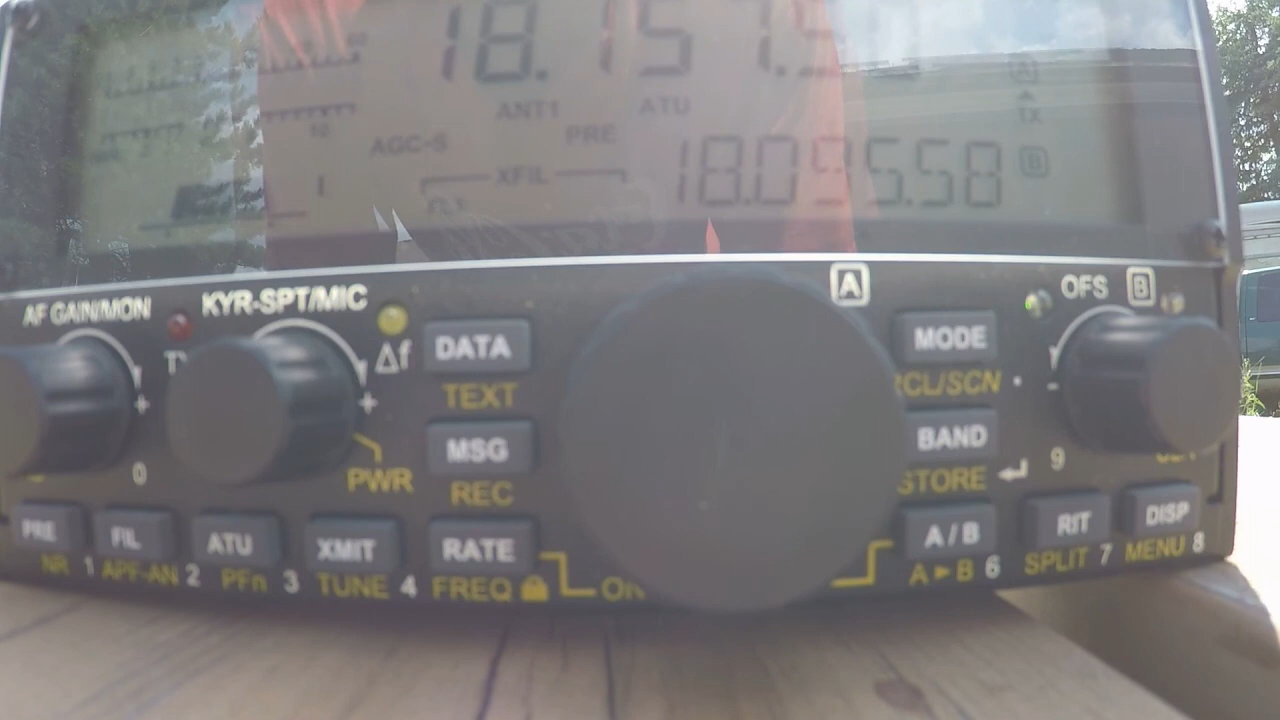 18.157.5
ANT1 ATU
AGC-S PRE
TX
XFIL
18.095.58 B
A
AF GAIN/MON KYR-SPT/MIC OFS B
Δf
DATA MODE
TEXT RCL/SCN
+ + -
MSG BAND
0 PWR REC STORE 9
PRE FIL ATU XMIT RATE A / B RIT DISP
NR 1 APF-AN 2 PFn 3 TUNE 4 FREQ A►B 6 SPLIT 7 MENU 8